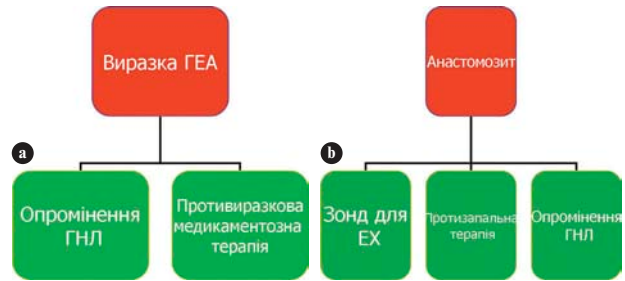 Виразка ГЕА
Анастомозит
a
b
Опромінення
ГНЛ
Противиразкова
медикаментозна
терапія
Зонд для
ЕХ
Протизапальна
терапія
Опромінення
ГНЛ